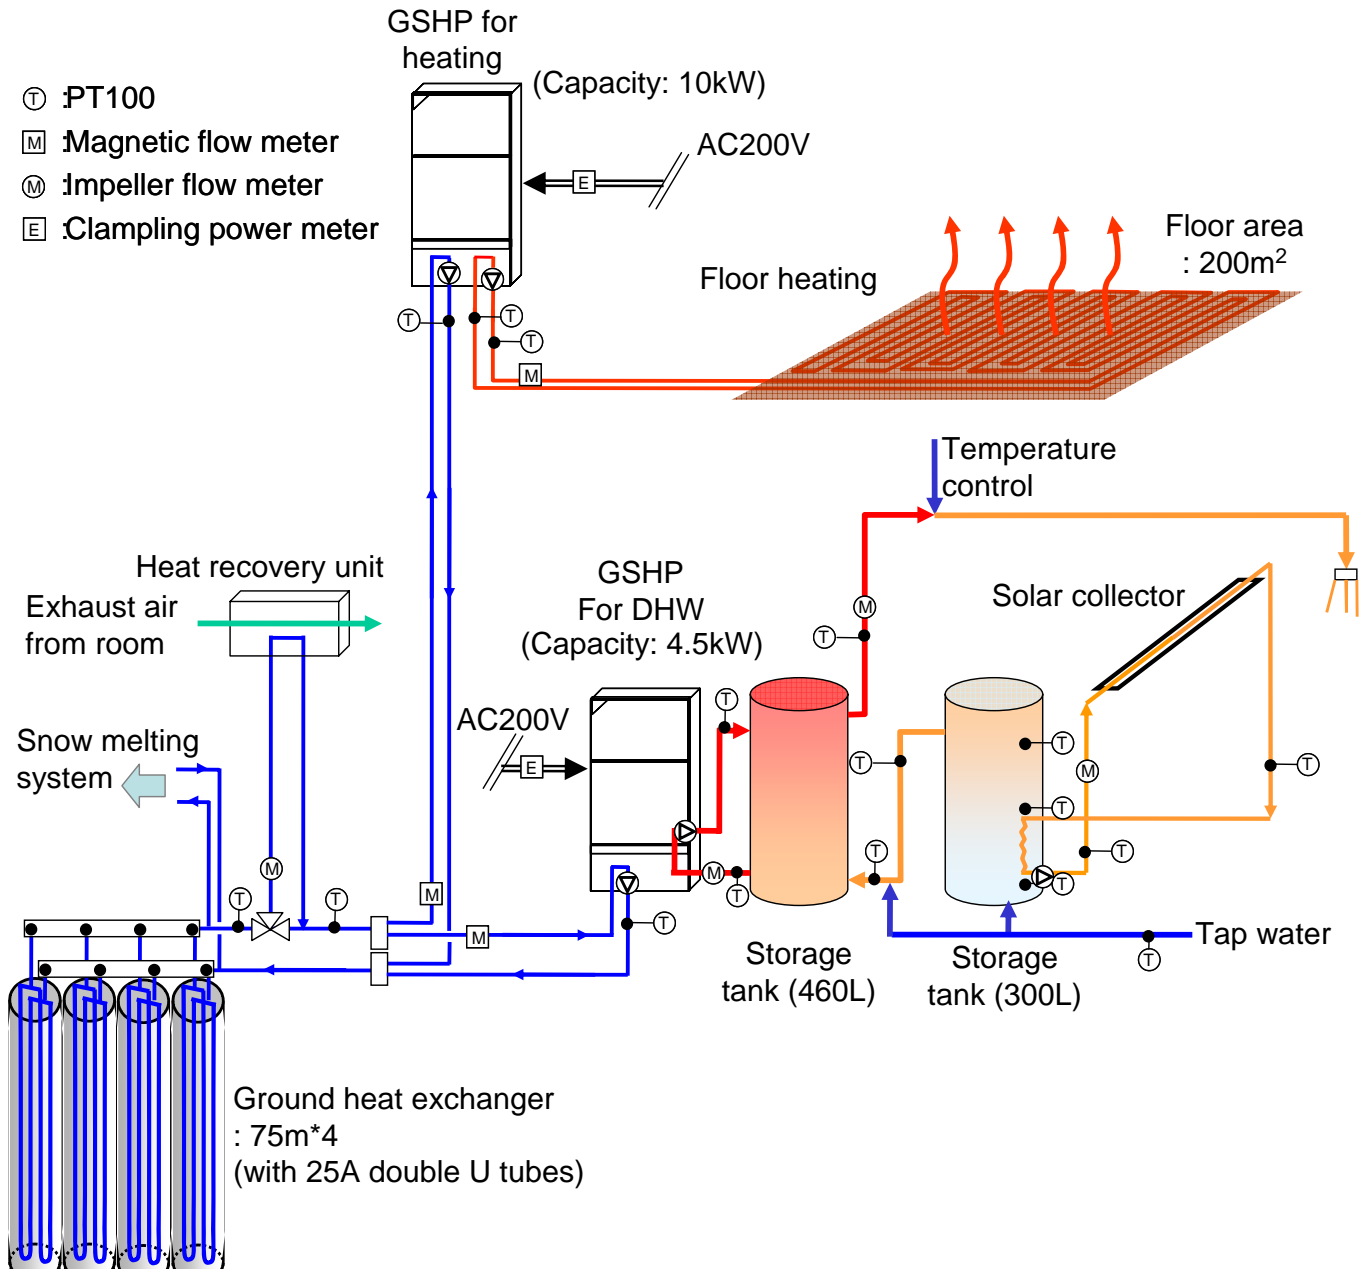 GSHP for
heating
(Capacity: 10kW)
T :PT100
M :Magnetic flow meter
M :Impeller flow meter
E :Clampling power meter
AC200V
E
Floor area
: 200m2
Floor heating
T
T
T
M
Temperature
control
Heat recovery unit
Exhaust air
from room
GSHP
For DHW
(Capacity: 4.5kW)
Solar collector
M
T
AC200V
E
Snow melting
system
T
T
T
T
M
T
M
T
T
M
M
T
T
T
T
T
M
T
Tap water
T
Storage
tank (460L)
Storage
tank (300L)
Ground heat exchanger
: 75m*4
(with 25A double U tubes)